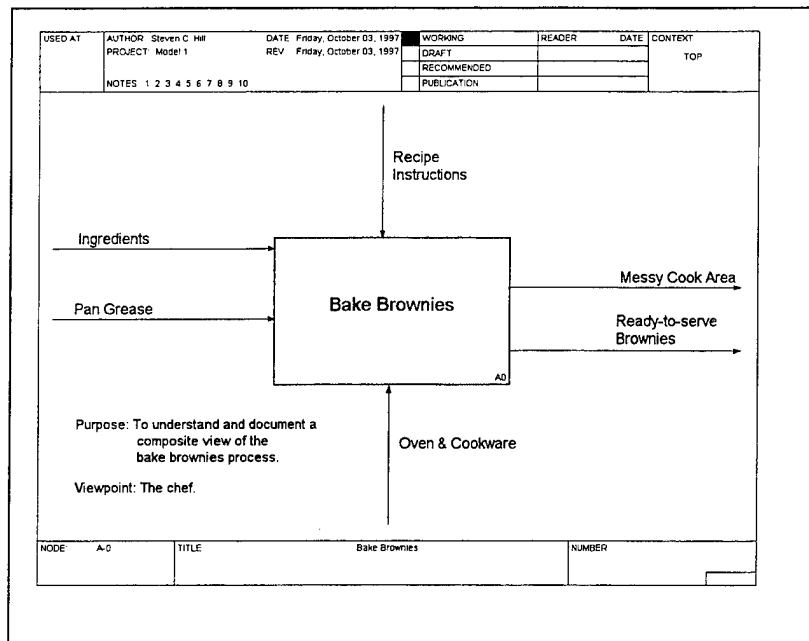 USED AT
AUTHOR Steven C. Hill
DATE Friday, October 03, 1997
WORKING
READER DATE
CONTEXT
PROJECT: Model 1
REV Friday, October 03, 1997
DRAFT
TOP
RECOMMENDED
NOTES 1 2 3 4 5 6 7 8 9 10
PUBLICATION
Recipe
Instructions
Ingredients
Pan Grease
Bake Brownies
A0
Messy Cook Area
Ready-to-serve
Brownies
Oven & Cookware
Purpose: To understand and document a
composite view of the
bake brownies process.
Viewpoint: The chef.
NODE: A-0
TITLE Bake Brownies
NUMBER